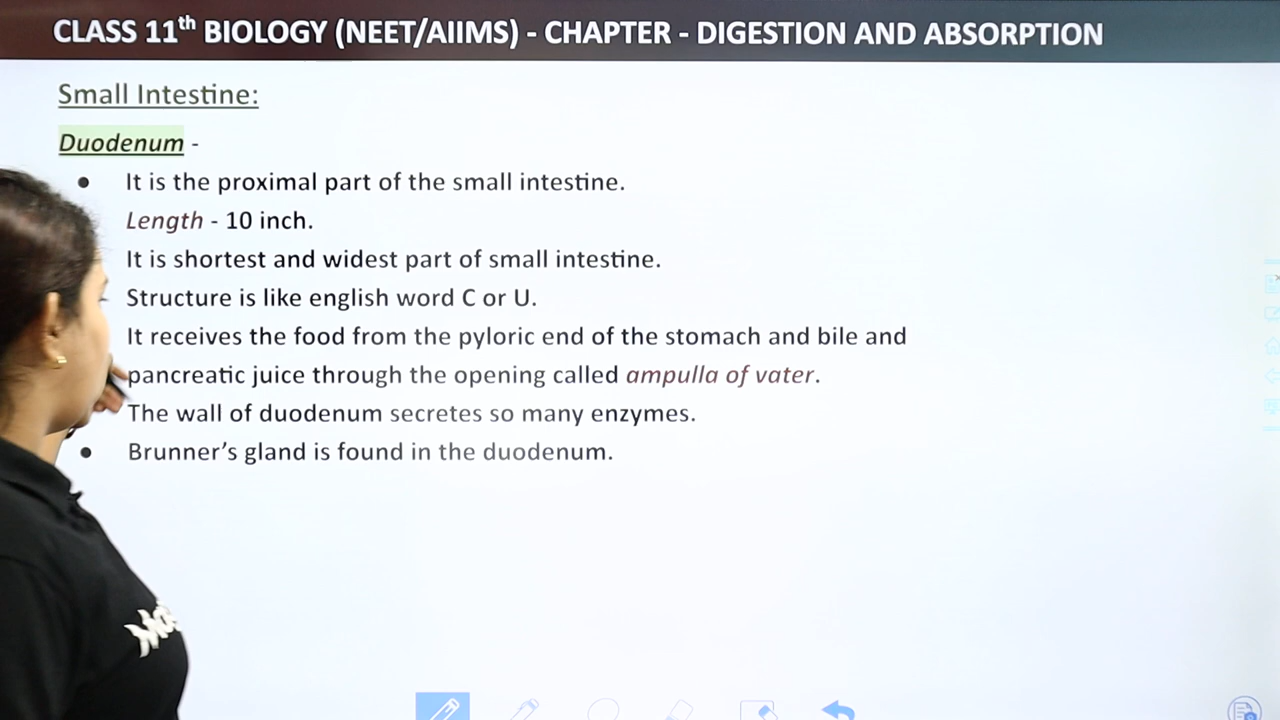 CLASS 11th BIOLOGY (NEET/AIIMS) - CHAPTER - DIGESTION AND ABSORPTION
Small Intestine:
Duodenum -
● It is the proximal part of the small intestine.
Length - 10 inch.
It is shortest and widest part of small intestine.
Structure is like english word C or U.
It receives the food from the pyloric end of the stomach and bile and
pancreatic juice through the opening called ampulla of vater.
The wall of duodenum secretes so many enzymes.
● Brunner’s gland is found in the duodenum.